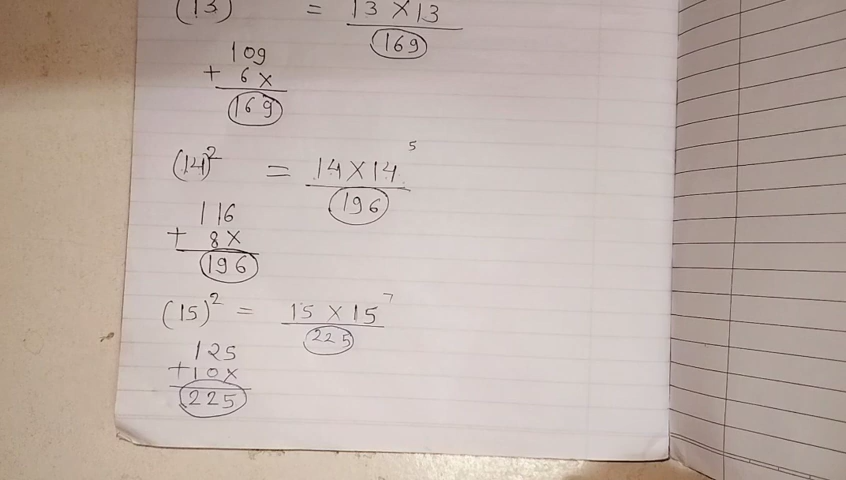 (13) = 13 X 13
169
109
+ 6 x
169
(14)² = 14 X 14 5
196
116
+ 8 x
196
(15)² = 15 X 15 7
225
125
+ 10 x
225